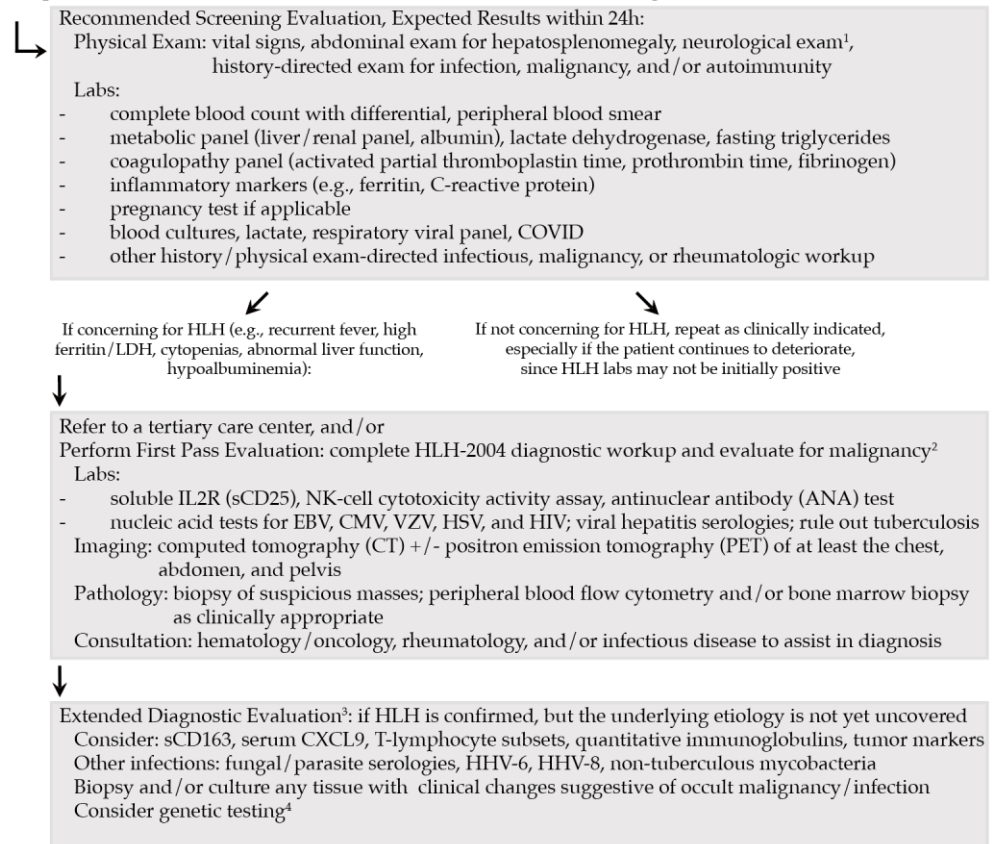 Recommended Screening Evaluation, Expected Results within 24h:
Physical Exam: vital signs, abdominal exam for hepatosplenomegaly, neurological exam¹,
history-directed exam for infection, malignancy, and/or autoimmunity
Labs:
- complete blood count with differential, peripheral blood smear
- metabolic panel (liver/renal panel, albumin), lactate dehydrogenase, fasting triglycerides
- coagulopathy panel (activated partial thromboplastin time, prothrombin time, fibrinogen)
- inflammatory markers (e.g., ferritin, C-reactive protein)
- pregnancy test if applicable
- blood cultures, lactate, respiratory viral panel, COVID
- other history/physical exam-directed infectious, malignancy, or rheumatologic workup
If concerning for HLH (e.g., recurrent fever, high
ferritin/LDH, cytopenias, abnormal liver function,
hypoalbuminemia):
If not concerning for HLH, repeat as clinically indicated,
especially if the patient continues to deteriorate,
since HLH labs may not be initially positive
Refer to a tertiary care center, and/or
Perform First Pass Evaluation: complete HLH-2004 diagnostic workup and evaluate for malignancy²
Labs:
- soluble IL2R (sCD25), NK-cell cytotoxicity activity assay, antinuclear antibody (ANA) test
- nucleic acid tests for EBV, CMV, VZV, HSV, and HIV; viral hepatitis serologies; rule out tuberculosis
Imaging: computed tomography (CT) +/- positron emission tomography (PET) of at least the chest,
abdomen, and pelvis
Pathology: biopsy of suspicious masses; peripheral blood flow cytometry and/or bone marrow biopsy
as clinically appropriate
Consultation: hematology/oncology, rheumatology, and/or infectious disease to assist in diagnosis
Extended Diagnostic Evaluation³: if HLH is confirmed, but the underlying etiology is not yet uncovered
Consider: sCD163, serum CXCL9, T-lymphocyte subsets, quantitative immunoglobulins, tumor markers
Other infections: fungal/parasite serologies, HHV-6, HHV-8, non-tuberculous mycobacteria
Biopsy and/or culture any tissue with clinical changes suggestive of occult malignancy/infection
Consider genetic testing⁴